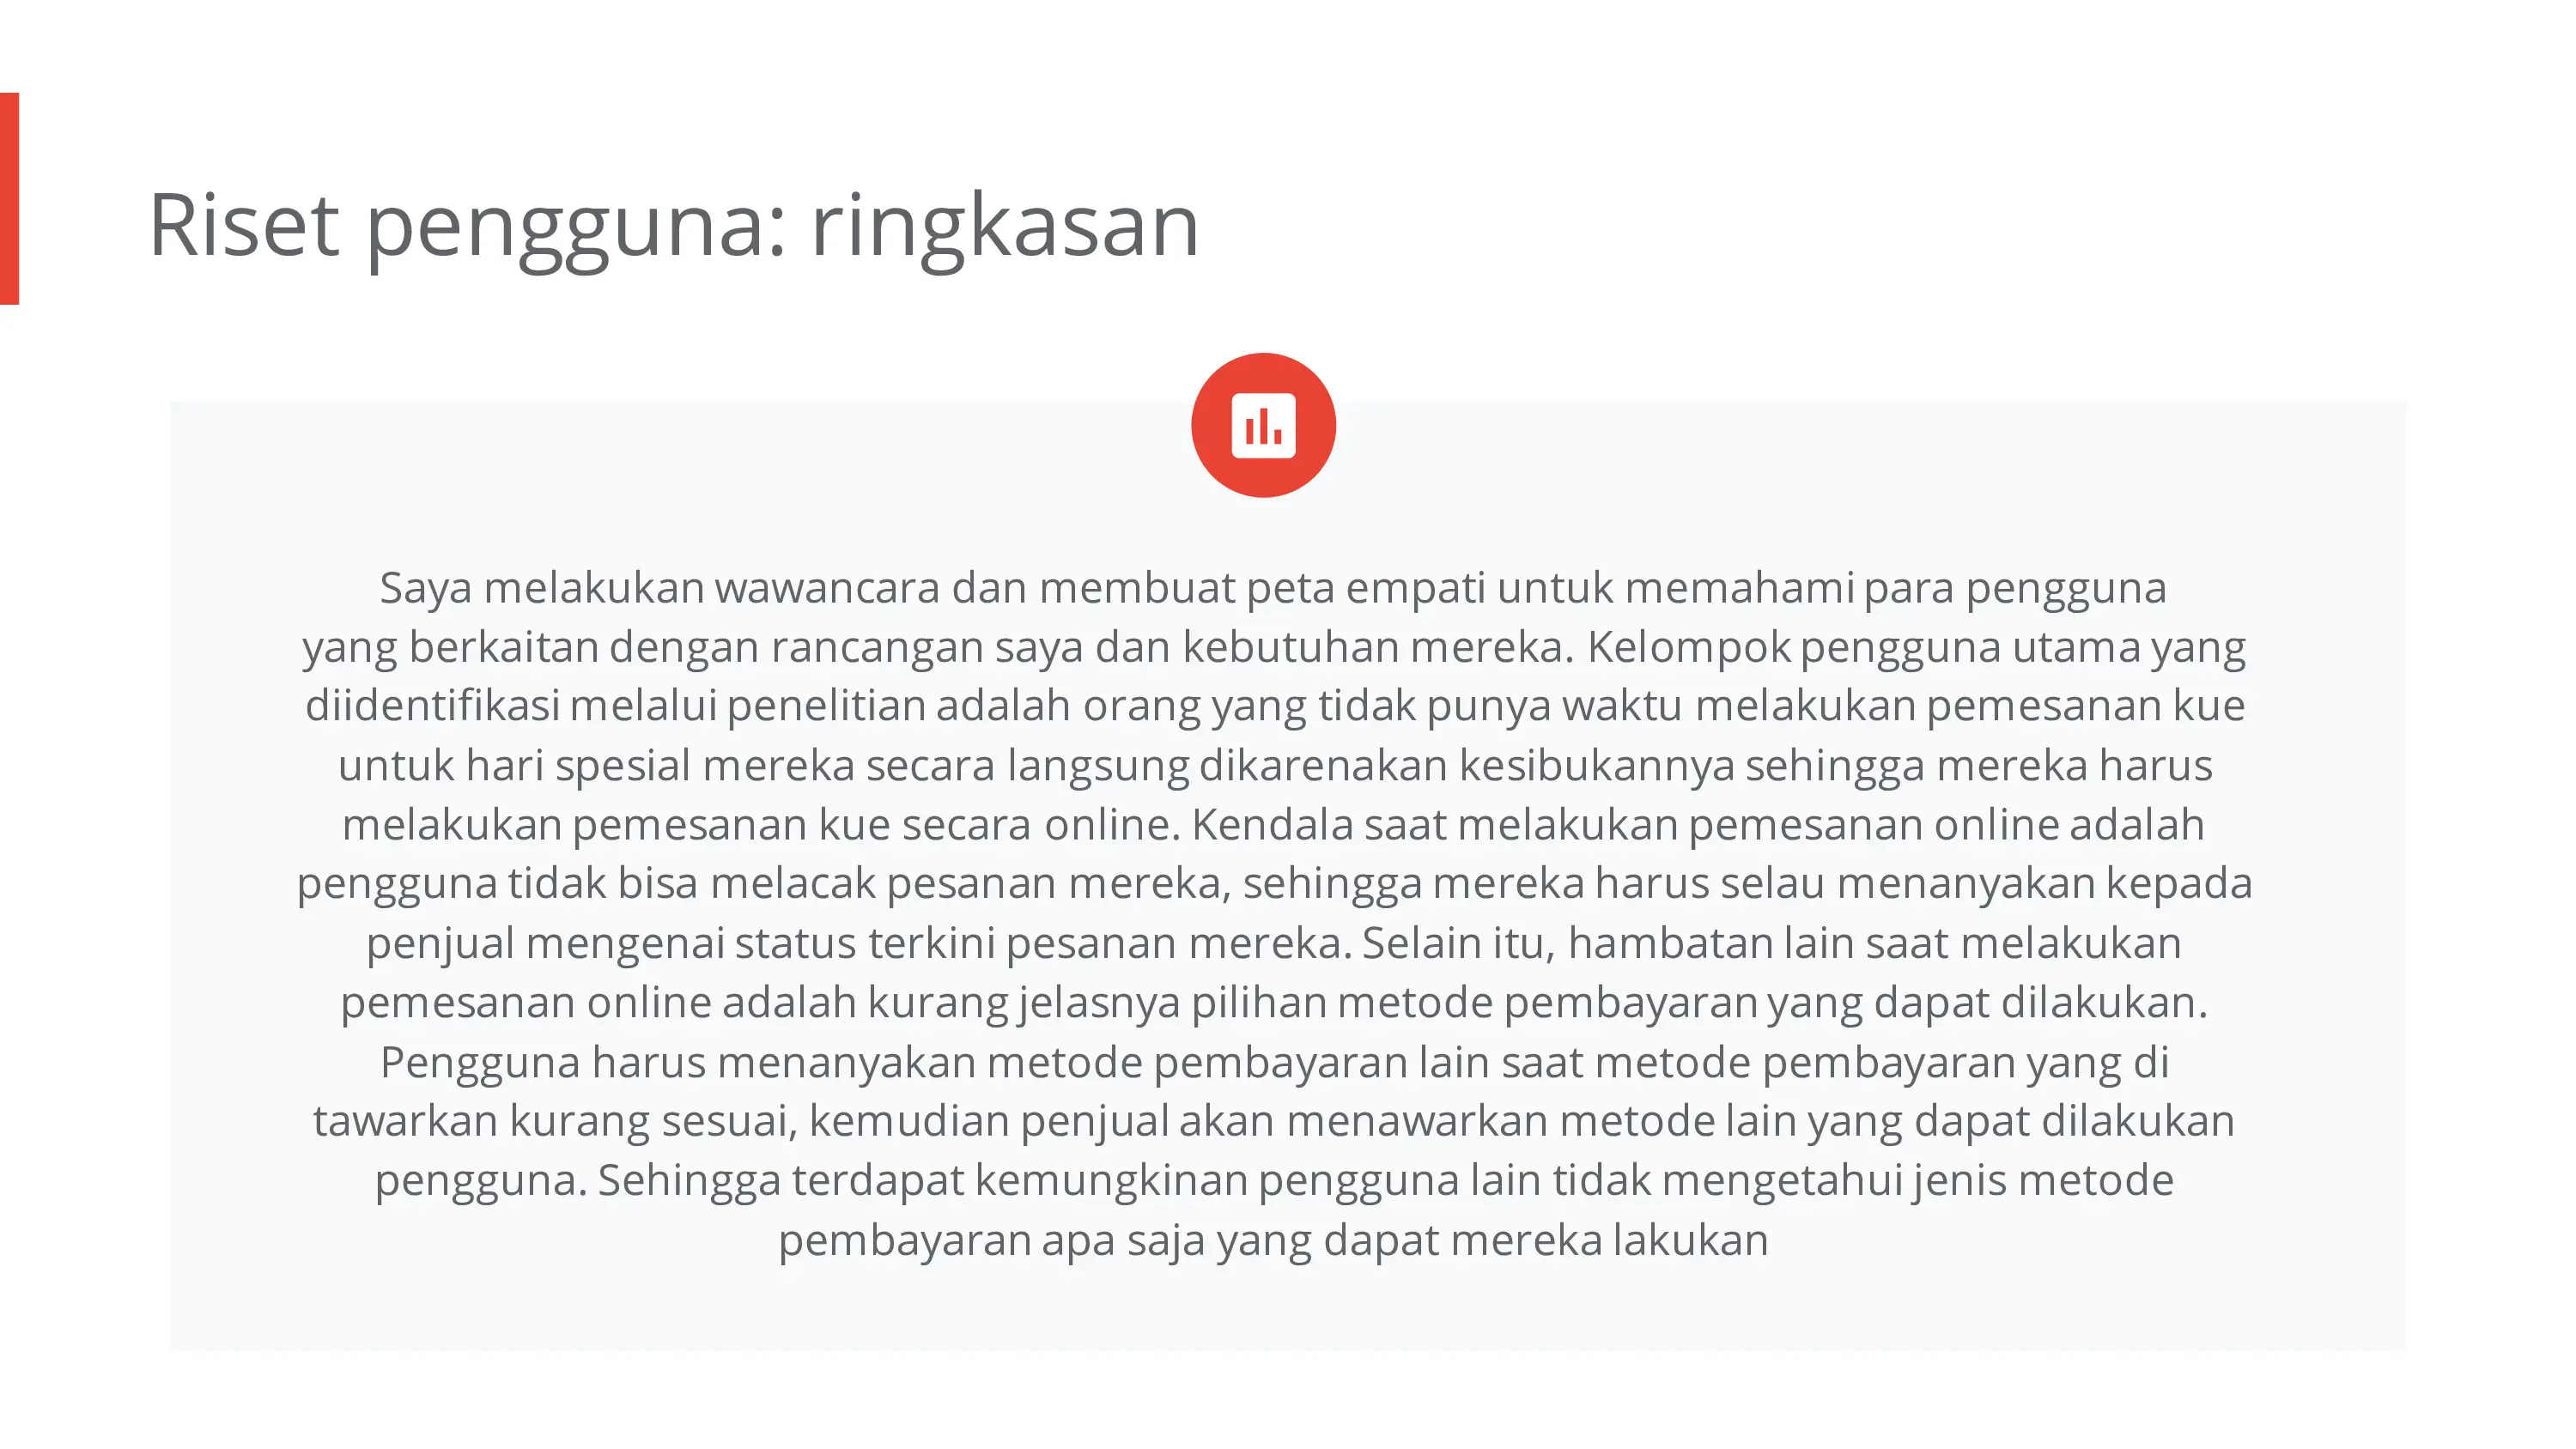 Riset pengguna: ringkasan
Saya melakukan wawancara dan membuat peta empati untuk memahami para pengguna
yang berkaitan dengan rancangan saya dan kebutuhan mereka. Kelompok pengguna utama yang
diidentifikasi melalui penelitian adalah orang yang tidak punya waktu melakukan pemesanan kue
untuk hari spesial mereka secara langsung dikarenakan kesibukannya sehingga mereka harus
melakukan pemesanan kue secara online. Kendala saat melakukan pemesanan online adalah
pengguna tidak bisa melacak pesanan mereka, sehingga mereka harus selau menanyakan kepada
penjual mengenai status terkini pesanan mereka. Selain itu, hambatan lain saat melakukan
pemesanan online adalah kurang jelasnya pilihan metode pembayaran yang dapat dilakukan.
Pengguna harus menanyakan metode pembayaran lain saat metode pembayaran yang di
tawarkan kurang sesuai, kemudian penjual akan menawarkan metode lain yang dapat dilakukan
pengguna. Sehingga terdapat kemungkinan pengguna lain tidak mengetahui jenis metode
pembayaran apa saja yang dapat mereka lakukan